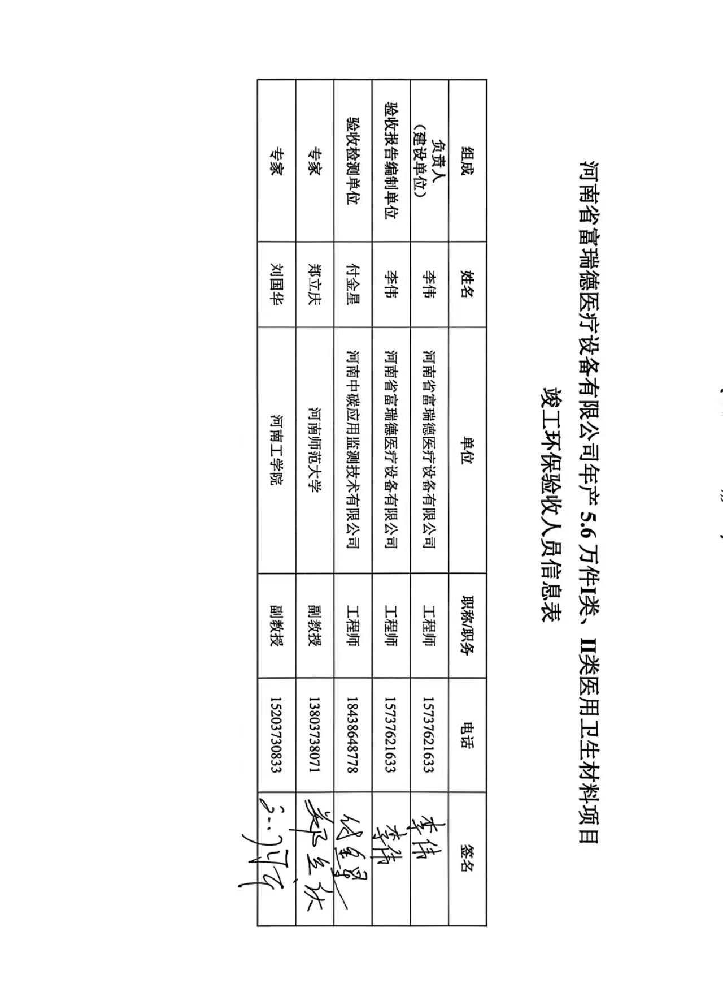 河南省富瑞德医疗设备有限公司年产 5.6 万件I类、II类医用卫生材料项目
竣工环保验收人员信息表
组成 姓名 单位 职称/职务 电话 签名
负责人
（建设单位） 李伟 河南省富瑞德医疗设备有限公司 工程师 15737621633 李伟
验收报告编制单位 李伟 河南省富瑞德医疗设备有限公司 工程师 15737621633 李伟
验收检测单位 付金星 河南中碳应用监测技术有限公司 工程师 18438648778 付金星
专家 郑立庆 河南师范大学 副教授 13803738071 郑立庆
专家 刘国华 河南工学院 副教授 15203730833